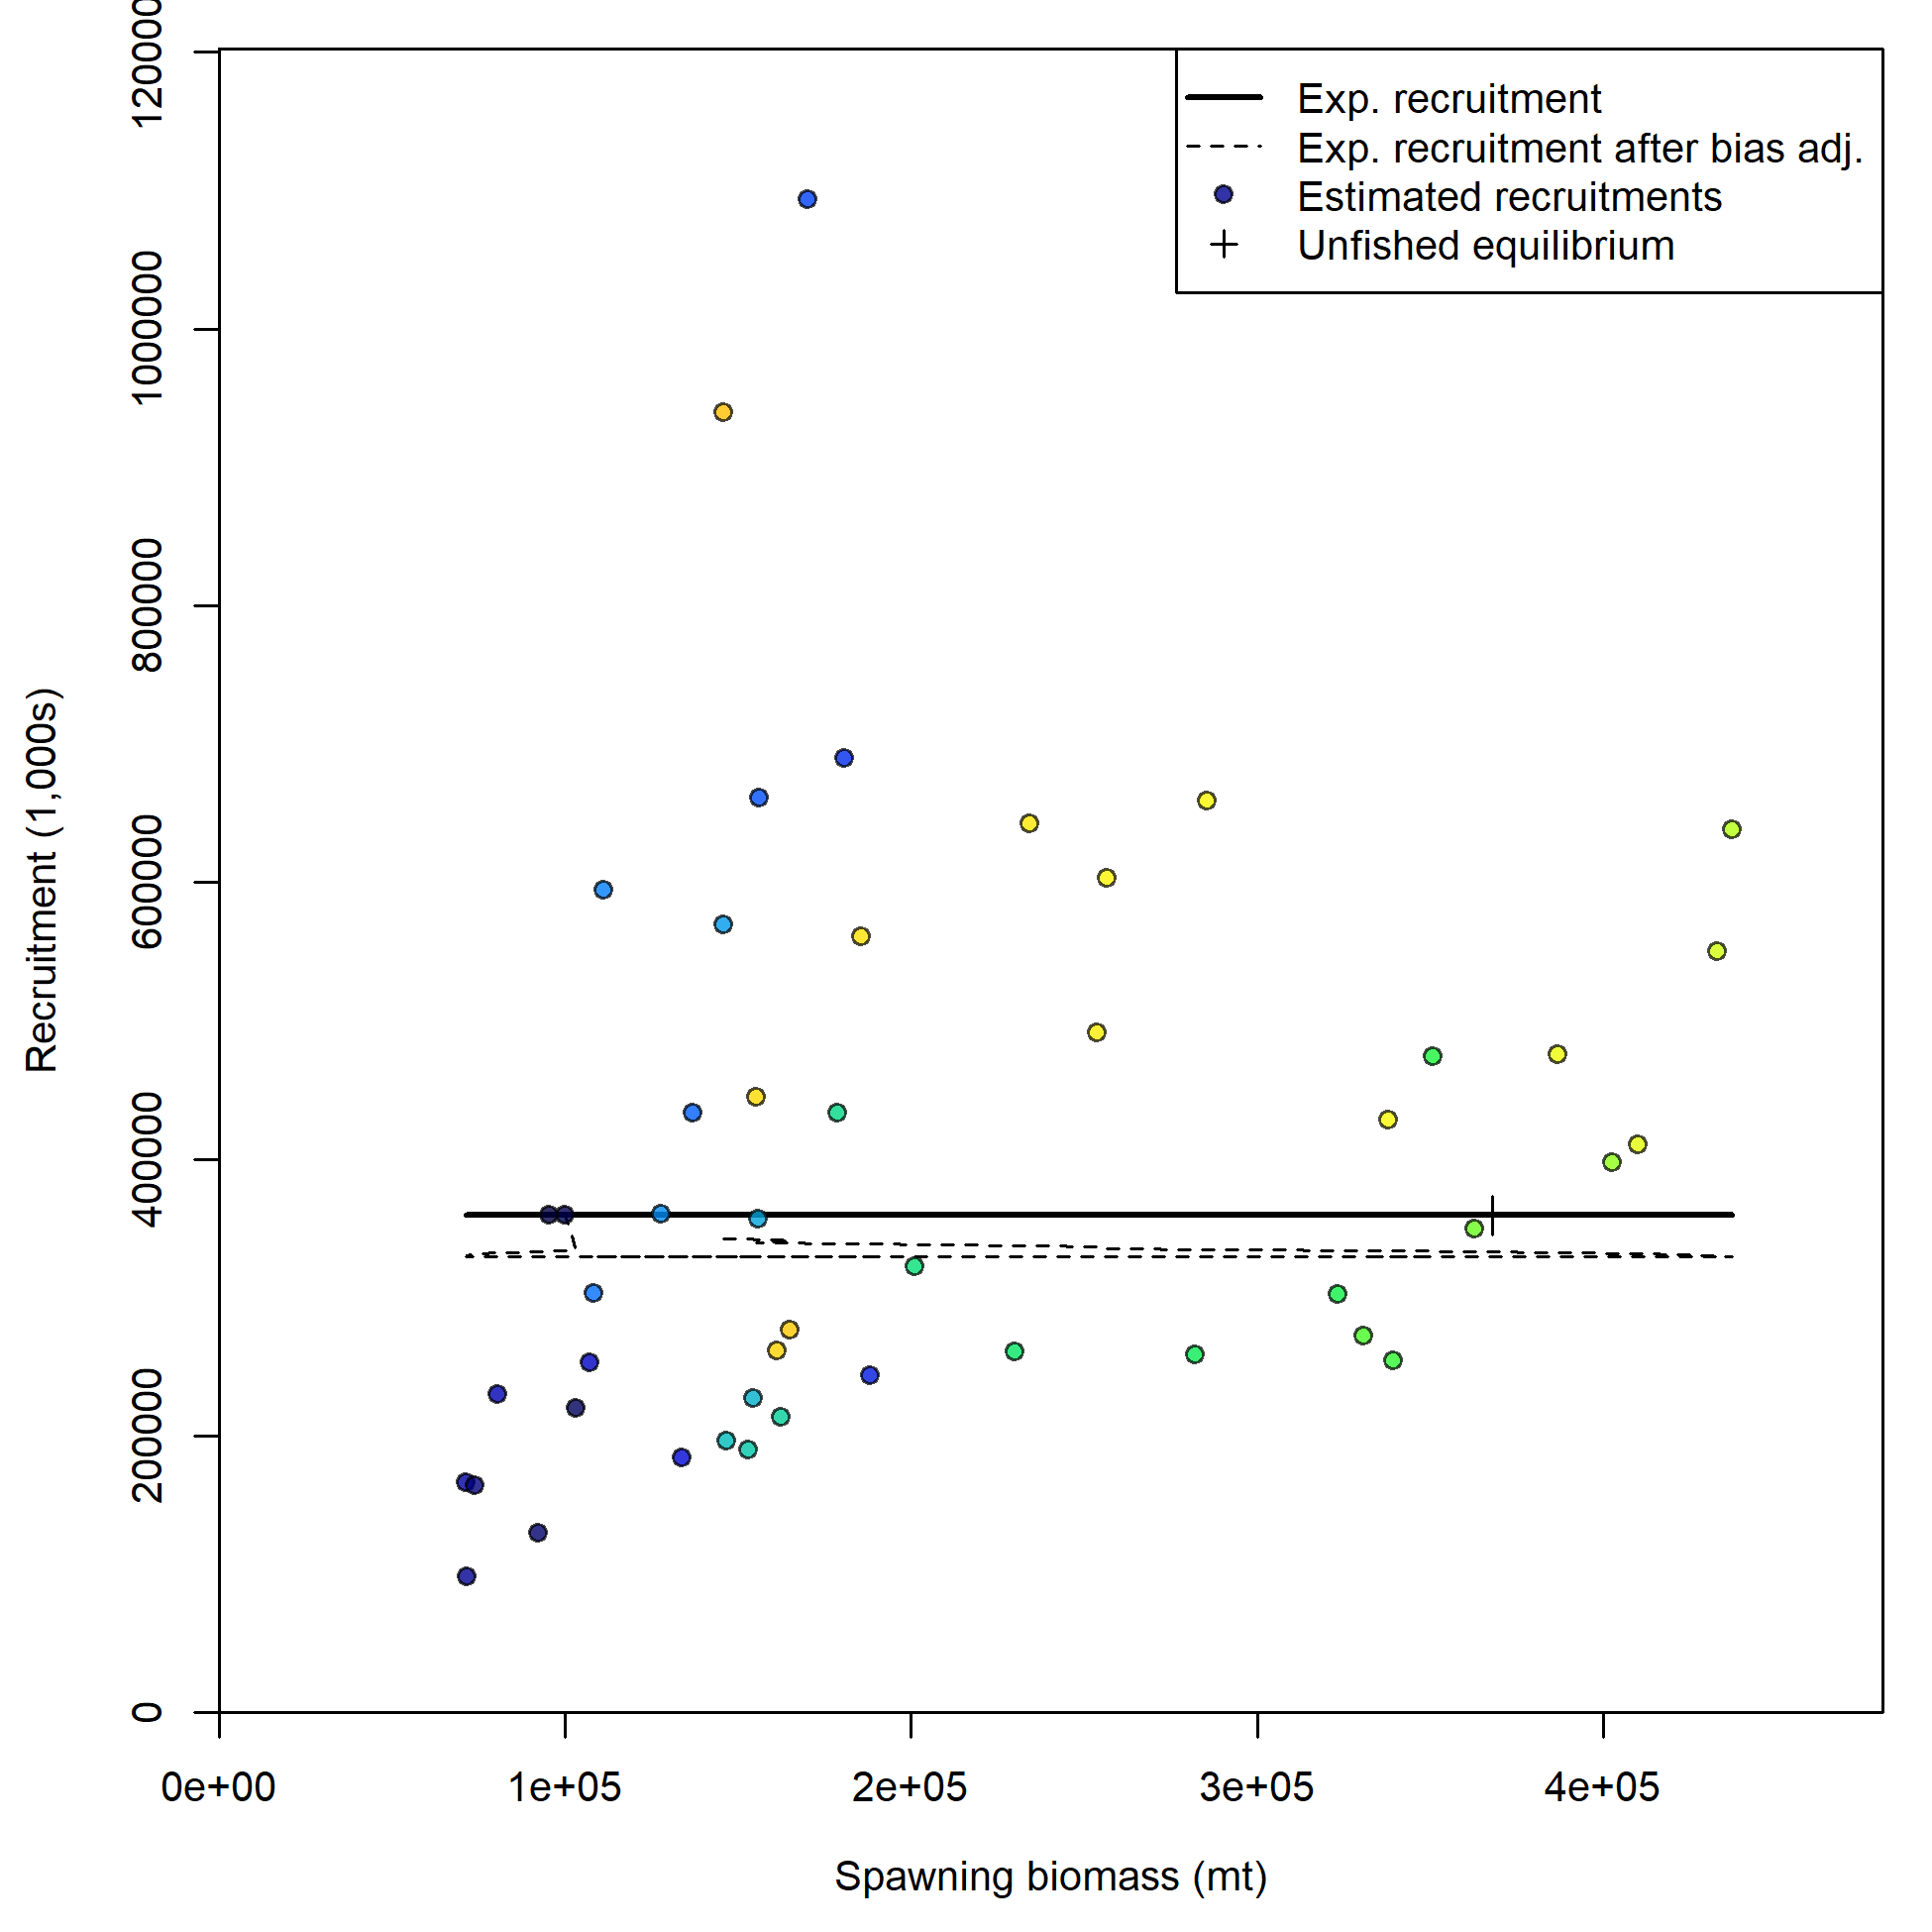 Exp. recruitment
Exp. recruitment after bias adj.
Estimated recruitments
Unfished equilibrium
Recruitment (1,000s)
1000000
800000
600000
400000
200000
0
0e+00 1e+05 2e+05 3e+05 4e+05
Spawning biomass (mt)